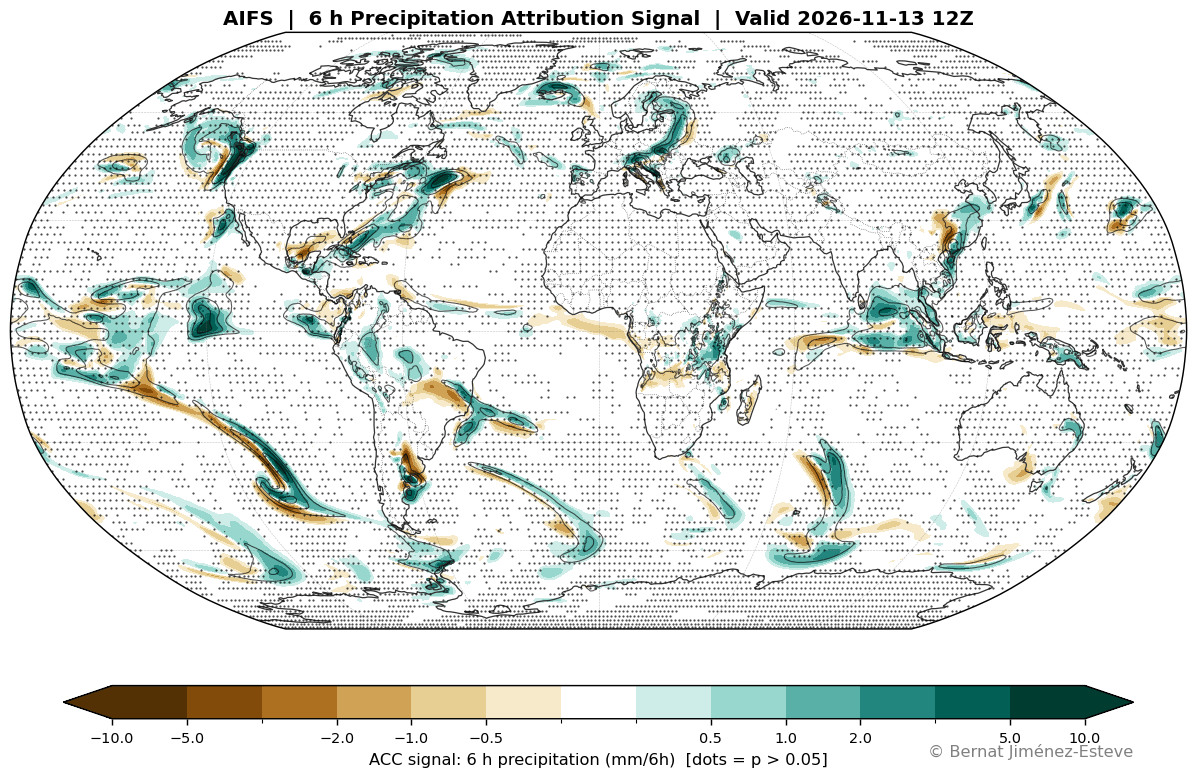 AIFS | 6 h Precipitation Attribution Signal | Valid 2026-11-13 12Z
−10.0 −5.0 −2.0 −1.0 −0.5 0.5 1.0 2.0 5.0 10.0
ACC signal: 6 h precipitation (mm/6h) [dots = p > 0.05]
© Bernat Jiménez-Esteve